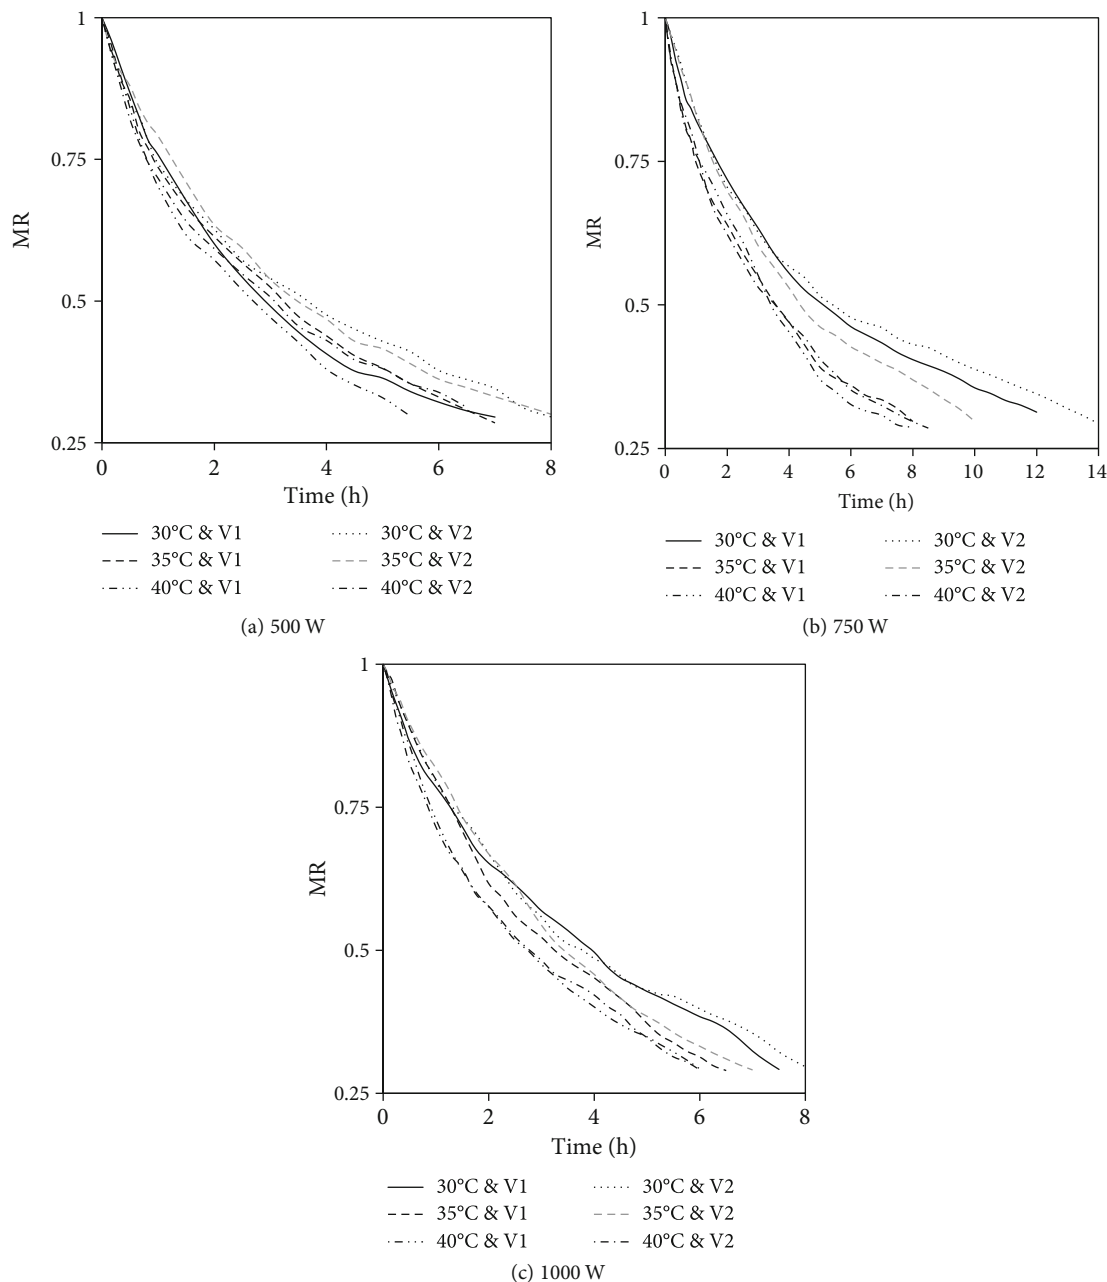 1
0.75
MR
0.5
0.25
0 2 4 6 8
Time (h)
30°C & V1 30°C & V2
35°C & V1 35°C & V2
40°C & V1 40°C & V2
(a) 500 W
1
0.75
MR
0.5
0.25
0 2 4 6 8 10 12 14
Time (h)
30°C & V1 30°C & V2
35°C & V1 35°C & V2
40°C & V1 40°C & V2
(b) 750 W
1
0.75
MR
0.5
0.25
0 2 4 6 8
Time (h)
30°C & V1 30°C & V2
35°C & V1 35°C & V2
40°C & V1 40°C & V2
(c) 1000 W